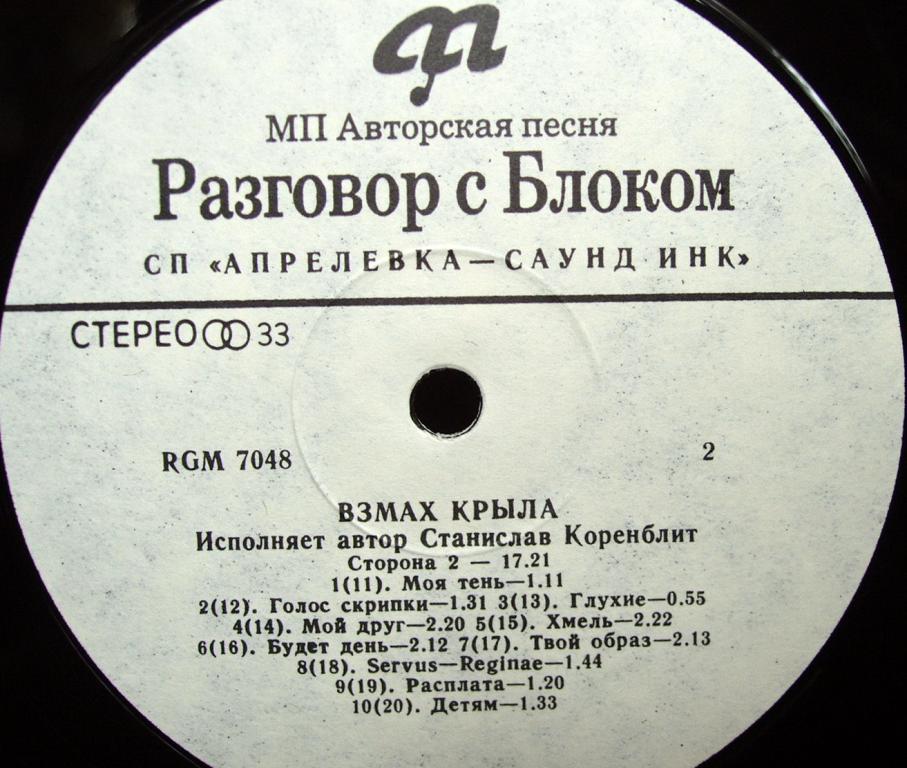 МП Авторская песня
Разговор с Блоком
СП «АПРЕЛЕВКА—САУНД ИНК»
СТЕРЕО 33
RGM 7048
2
ВЗМАХ КРЫЛА
Исполняет автор Станислав Коренблит
Сторона 2 — 17.21
1(11). Моя тень—1.11
2(12). Голос скрипки—1.31 3(13). Глухие—0.55
4(14). Мой друг—2.20 5(15). Хмель—2.22
6(16). Будет день—2.12 7(17). Твой образ—2.13
8(18). Servus—Reginae—1.44
9(19). Расплата—1.20
10(20). Детям—1.33